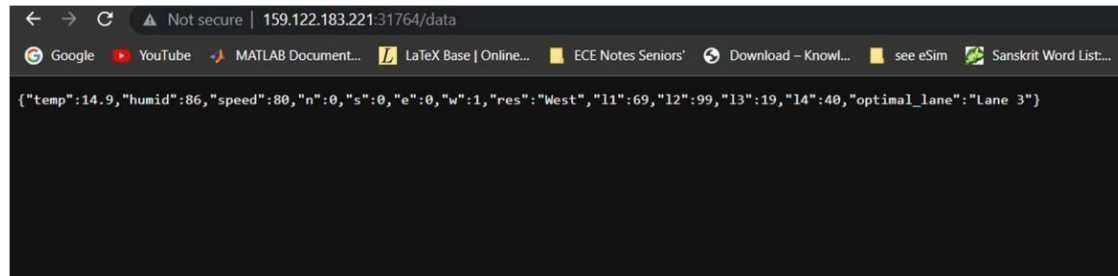 Not secure | 159.122.183.221:31764/data
Google YouTube MATLAB Document... LaTeX Base | Online... ECE Notes Seniors' Download – Knowl... see eSim Sanskrit Word List:...
{"temp":14.9,"humid":86,"speed":80,"n":0,"s":0,"e":0,"w":1,"res":"West","l1":69,"l2":99,"l3":19,"l4":40,"optimal_lane":"Lane 3"}